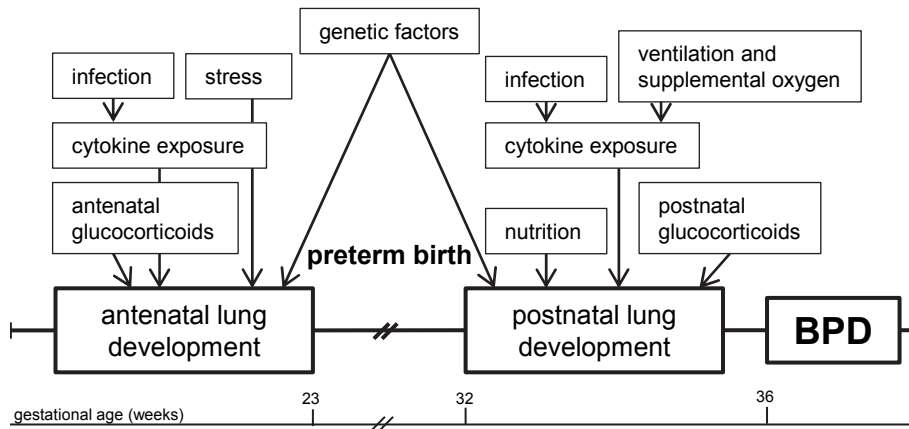 genetic factors
infection
stress
infection
ventilation and
supplemental oxygen
cytokine exposure
cytokine exposure
antenatal
glucocorticoids
nutrition
postnatal
glucocorticoids
preterm birth
antenatal lung
development
postnatal lung
development
BPD
23
32
36
gestational age (weeks)